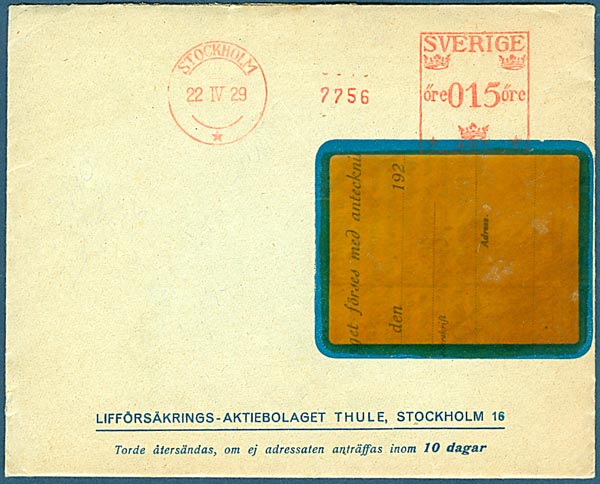 STOCKHOLM
22 IV 29
7756
SVERIGE
öre 015 öre
get förses med antecknin
den 192
Adress
LIFFÖRSÄKRINGS-AKTIEBOLAGET THULE, STOCKHOLM 16
Torde återsändas, om ej adressaten anträffas inom 10 dagar